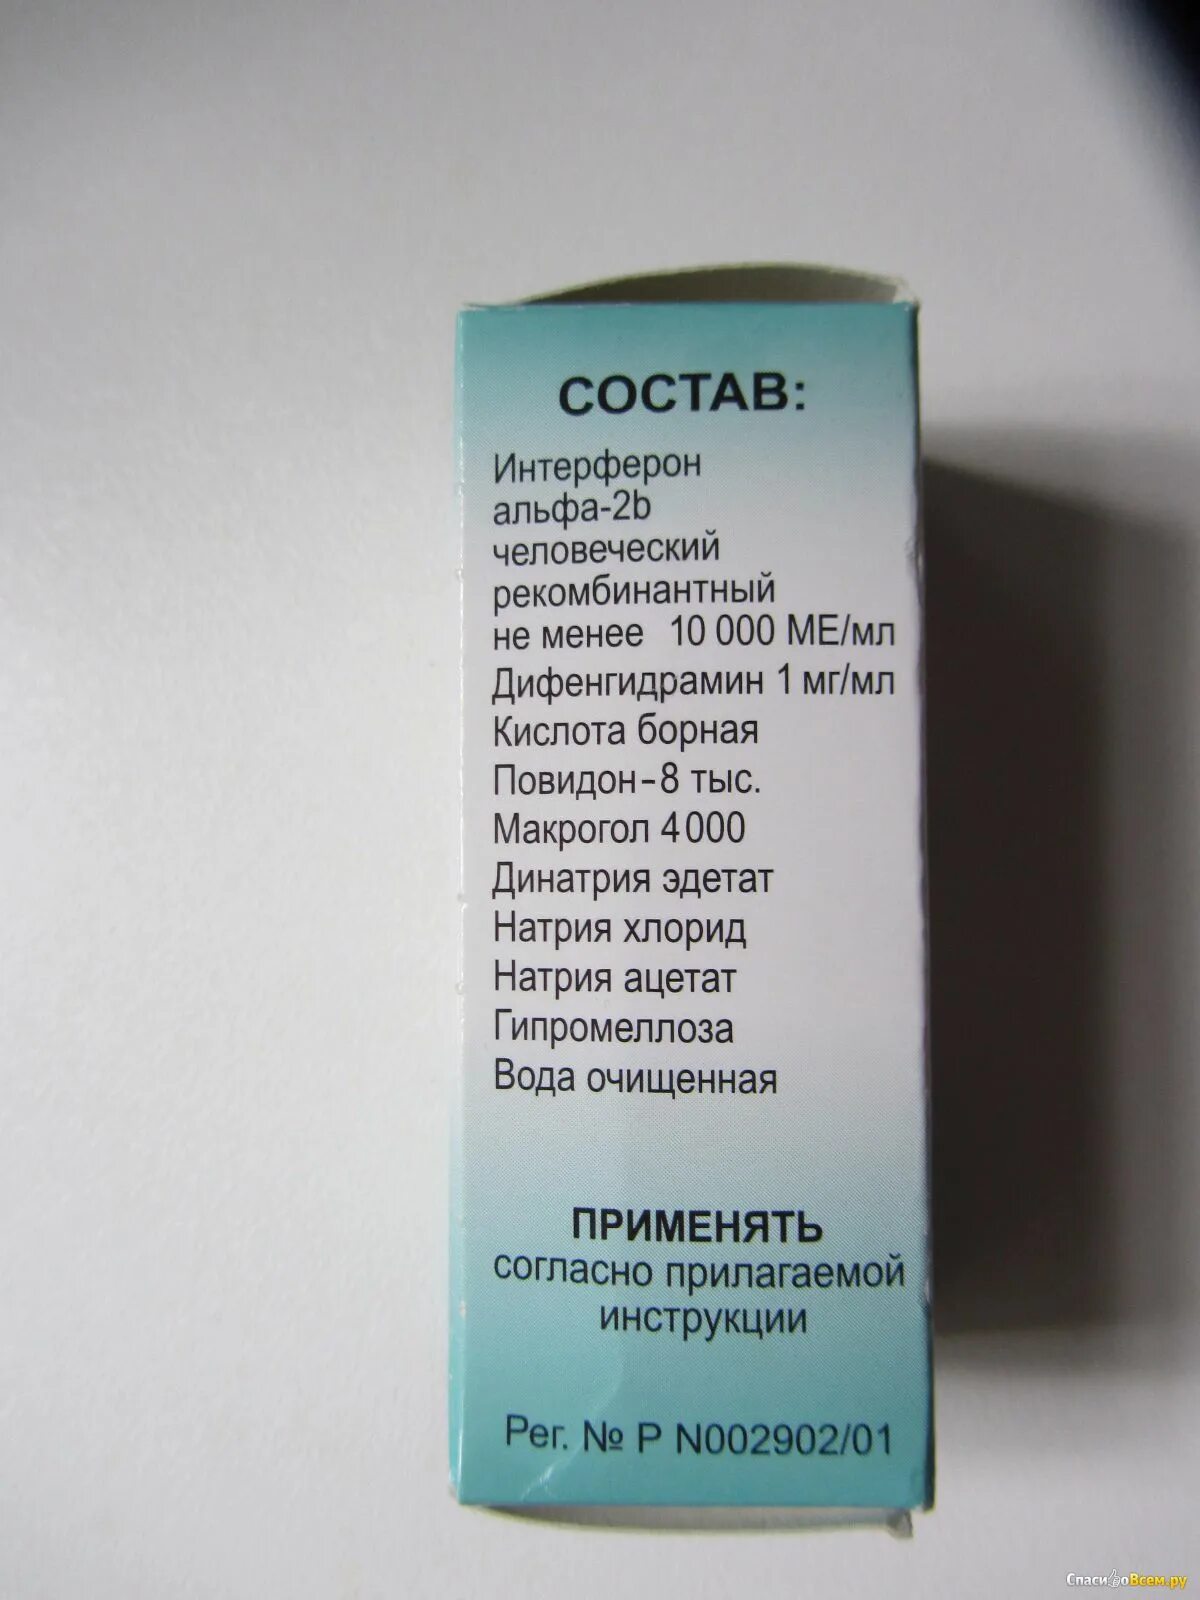 СОСТАВ:
Интерферон
альфа-2b
человеческий
рекомбинантный
не менее 10 000 МЕ/мл
Дифенгидрамин 1 мг/мл
Кислота борная
Повидон-8 тыс.
Макрогол 4000
Динатрия эдетат
Натрия хлорид
Натрия ацетат
Гипромеллоза
Вода очищенная
ПРИМЕНЯТЬ
согласно прилагаемой
инструкции
Рег. № Р N002902/01
СпасибоВсем.ру